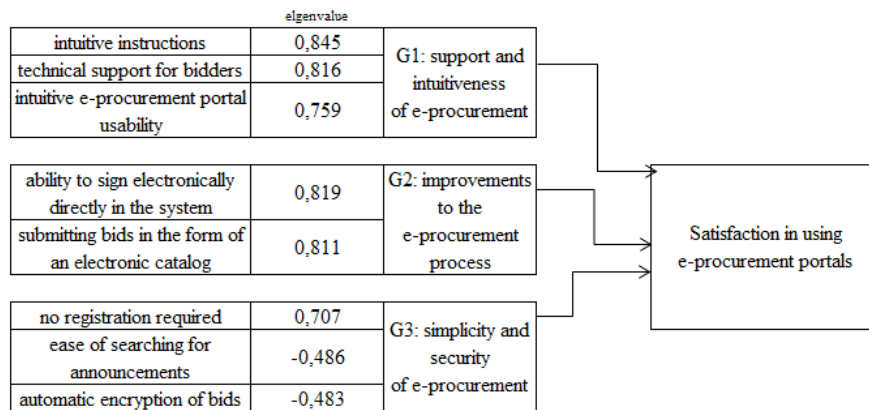 elgenvalue
intuitive instructions 0,845
technical support for bidders 0,816
intuitive e-procurement portal
usability 0,759
G1: support and
intuitiveness
of e-procurement
ability to sign electronically
directly in the system 0,819
submitting bids in the form of
an electronic catalog 0,811
G2: improvements
to the
e-procurement
process
Satisfaction in using
e-procurement portals
no registration required 0,707
ease of searching for
announcements -0,486
automatic encryption of bids -0,483
G3: simplicity and
security
of e-procurement